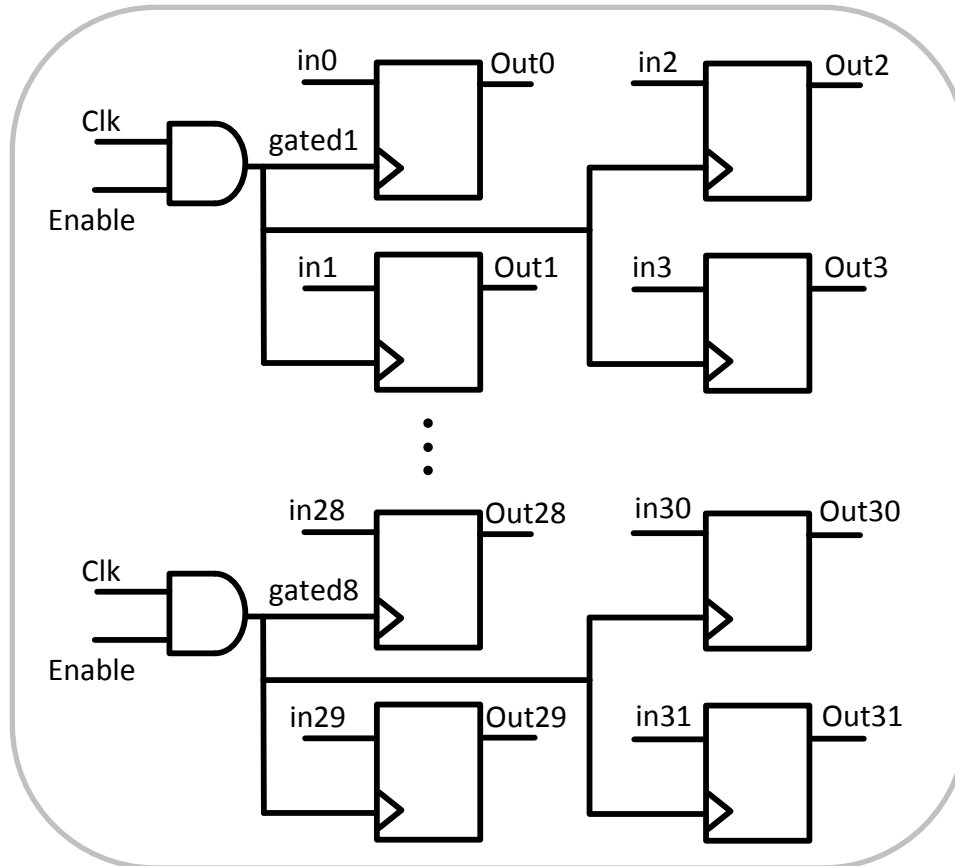 in0
Out0
in2
Out2
Clk
gated1
Enable
in1
Out1
in3
Out3
in28
Out28
in30
Out30
Clk
gated8
Enable
in29
Out29
in31
Out31